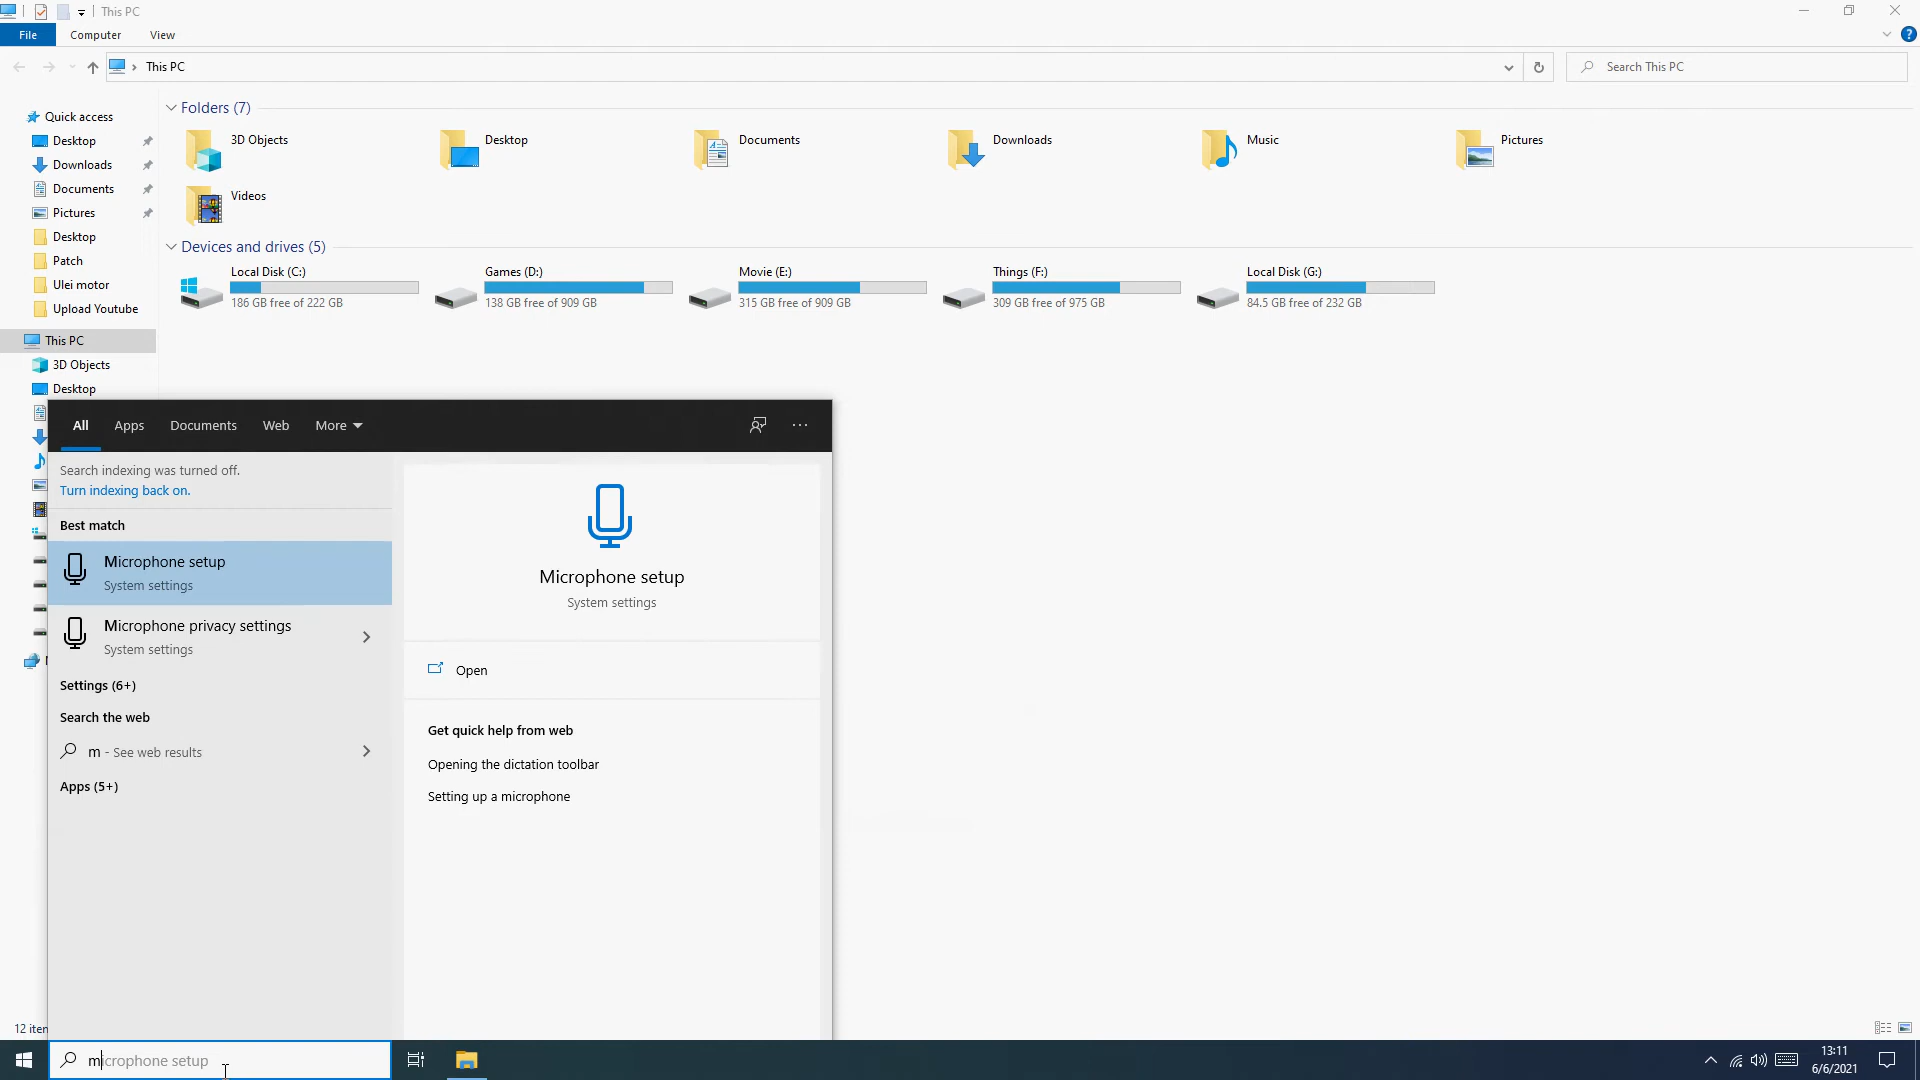 This PC
File
Computer
View
This PC
Search This PC
Quick access
Desktop
Downloads
Documents
Pictures
Desktop
Patch
Ulei motor
Upload Youtube
This PC
3D Objects
Desktop
Folders (7)
3D Objects
Desktop
Documents
Downloads
Music
Pictures
Videos
Devices and drives (5)
Local Disk (C:)
186 GB free of 222 GB
Games (D:)
138 GB free of 909 GB
Movie (E:)
315 GB free of 909 GB
Things (F:)
309 GB free of 975 GB
Local Disk (G:)
84.5 GB free of 232 GB
All
Apps
Documents
Web
More
Search indexing was turned off.
Turn indexing back on.
Best match
Microphone setup
System settings
Microphone privacy settings
System settings
Settings (6+)
Search the web
m - See web results
Apps (5+)
Microphone setup
System settings
Open
Get quick help from web
Opening the dictation toolbar
Setting up a microphone
12 iten
microphone setup
13:11
6/6/2021